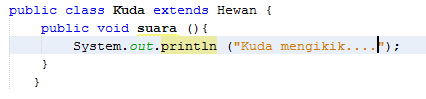 public class Kuda extends Hewan {
public void suara (){
System.out.println ("Kuda mengikik....");
}
}